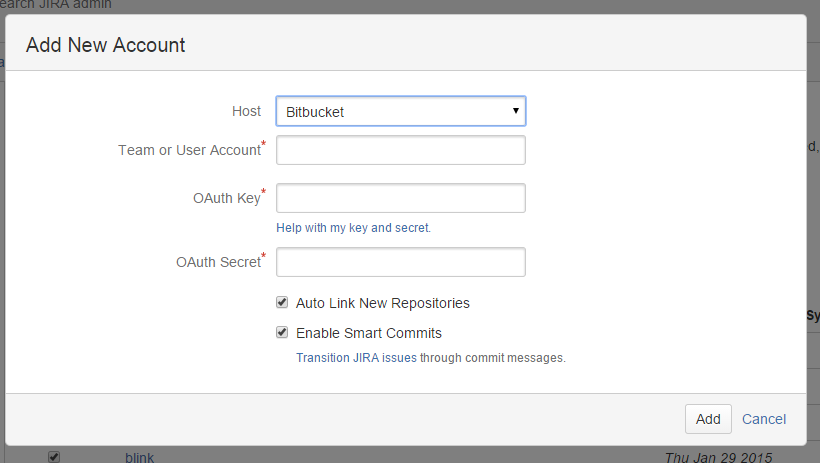 earch JIRA admin
Add New Account
Host
Bitbucket
Team or User Account*
OAuth Key*
Help with my key and secret.
OAuth Secret*
Auto Link New Repositories
Enable Smart Commits
Transition JIRA issues through commit messages.
Add Cancel
d,
Sy
blink
Thu Jan 29 2015